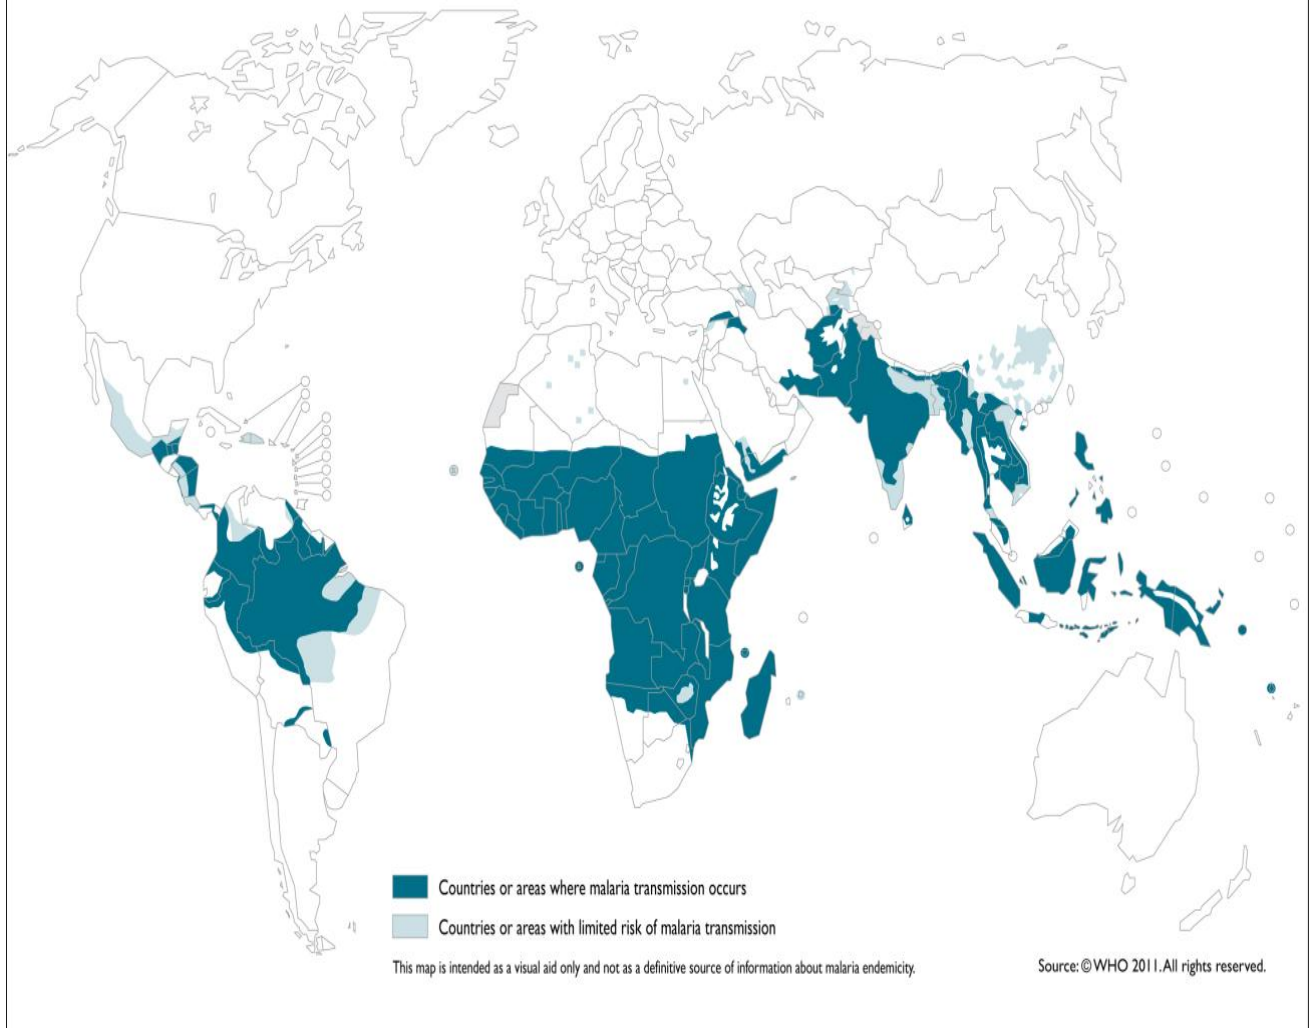 Countries or areas where malaria transmission occurs
Countries or areas with limited risk of malaria transmission
This map is intended as a visual aid only and not as a definitive source of information about malaria endemicity.
Source: © WHO 2011. All rights reserved.